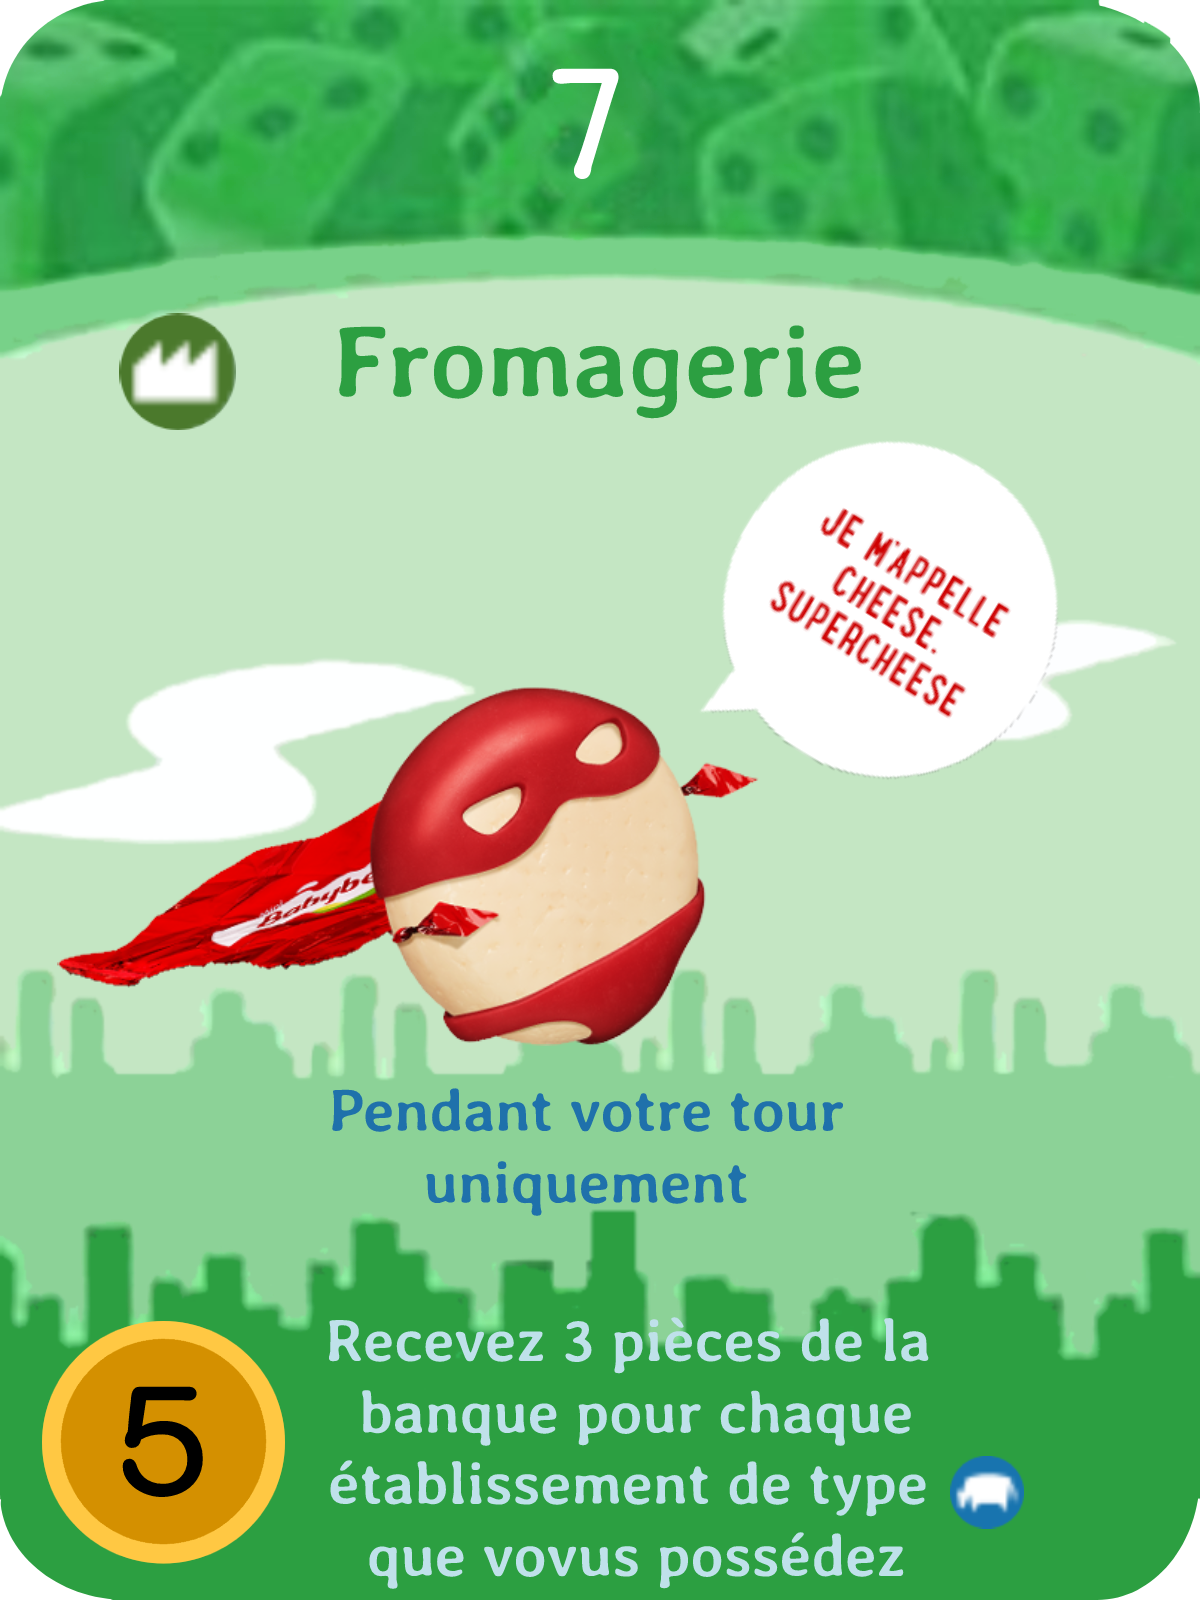 7
Fromagerie
JE M'APPELLE
CHEESE.
SUPERCHEESE
mini
Babybe
Pendant votre tour
uniquement
5
Recevez 3 pièces de la
banque pour chaque
établissement de type
que vovus possédez